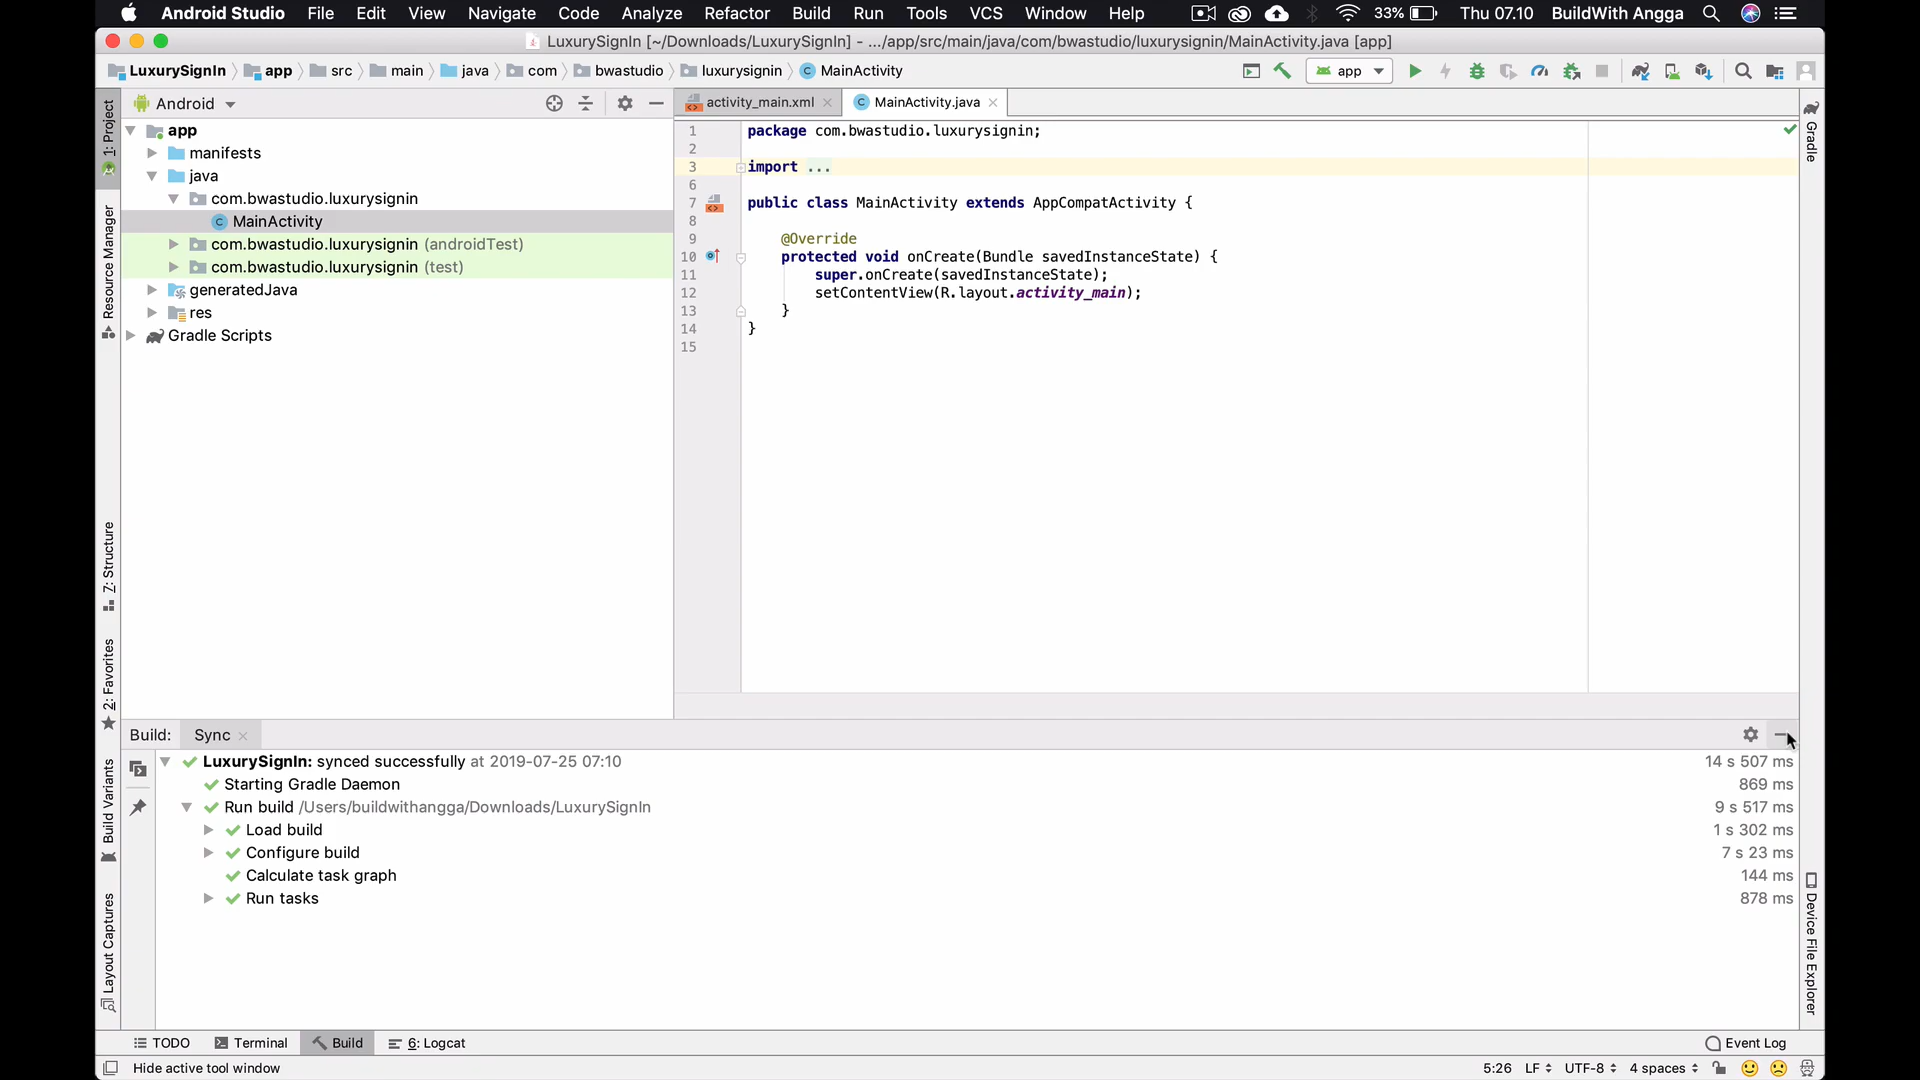 Android Studio File Edit View Navigate Code Analyze Refactor Build Run Tools VCS Window Help 33% Thu 07.10 BuildWith Angga
LuxurySignIn [~/Downloads/LuxurySignIn] - .../app/src/main/java/com/bwastudio/luxurysignin/MainActivity.java [app]
LuxurySignIn app src main java com bwastudio luxurysignin MainActivity app
Android
activity_main.xml MainActivity.java
1: Project
Resource Manager
Z: Structure
2: Favorites
Build Variants
Layout Captures
app
manifests
java
com.bwastudio.luxurysignin
MainActivity
com.bwastudio.luxurysignin (androidTest)
com.bwastudio.luxurysignin (test)
generatedJava
res
Gradle Scripts
1 package com.bwastudio.luxurysignin;
2
3 import ...
6
7 public class MainActivity extends AppCompatActivity {
8
9 @Override
10 protected void onCreate(Bundle savedInstanceState) {
11 super.onCreate(savedInstanceState);
12 setContentView(R.layout.activity_main);
13 }
14 }
15
Gradle
Device File Explorer
Build: Sync
LuxurySignIn: synced successfully at 2019-07-25 07:10 14 s 507 ms
Starting Gradle Daemon 869 ms
Run build /Users/buildwithangga/Downloads/LuxurySignIn 9 s 517 ms
Load build 1 s 302 ms
Configure build 7 s 23 ms
Calculate task graph 144 ms
Run tasks 878 ms
TODO Terminal Build 6: Logcat Event Log
Hide active tool window 5:26 LF UTF-8 4 spaces